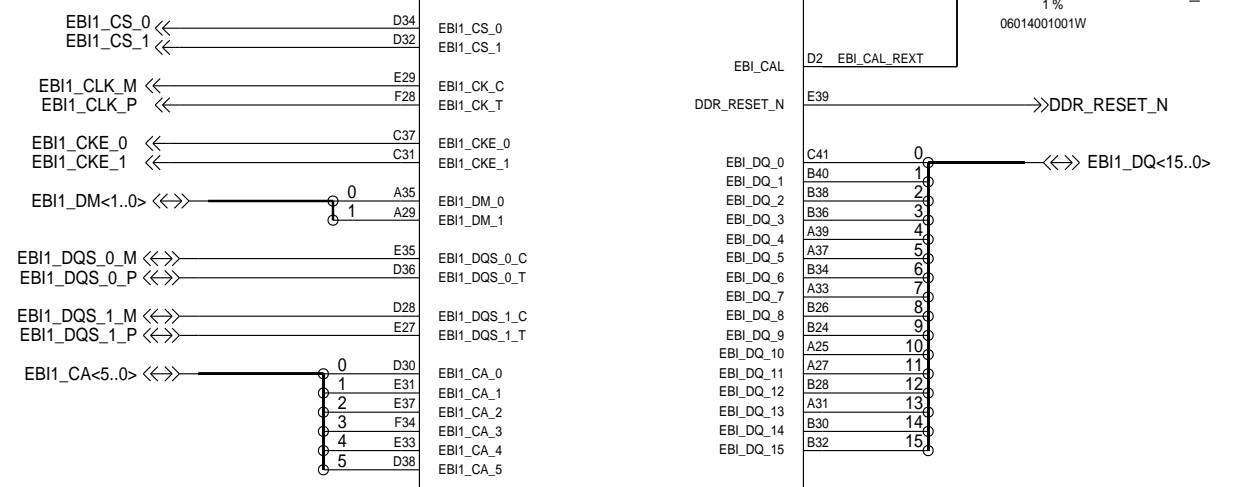 1 %
06014001001W
EBI1_CS_0 D34 EBI1_CS_0
EBI1_CS_1 D32 EBI1_CS_1
EBI_CAL D2 EBI_CAL_REXT
EBI1_CLK_M E29 EBI1_CK_C
EBI1_CLK_P F28 EBI1_CK_T
DDR_RESET_N E39 DDR_RESET_N
EBI1_CKE_0 C37 EBI1_CKE_0
EBI1_CKE_1 C31 EBI1_CKE_1
EBI1_DM<1..0> 0 A35 EBI1_DM_0
1 A29 EBI1_DM_1
EBI1_DQS_0_M E35 EBI1_DQS_0_C
EBI1_DQS_0_P D36 EBI1_DQS_0_T
EBI1_DQS_1_M D28 EBI1_DQS_1_C
EBI1_DQS_1_P E27 EBI1_DQS_1_T
EBI1_CA<5..0> 0 D30 EBI1_CA_0
1 E31 EBI1_CA_1
2 E37 EBI1_CA_2
3 F34 EBI1_CA_3
4 E33 EBI1_CA_4
5 D38 EBI1_CA_5
EBI_DQ_0 C41 0 EBI1_DQ<15..0>
EBI_DQ_1 B40 1
EBI_DQ_2 B38 2
EBI_DQ_3 B36 3
EBI_DQ_4 A39 4
EBI_DQ_5 A37 5
EBI_DQ_6 B34 6
EBI_DQ_7 A33 7
EBI_DQ_8 B26 8
EBI_DQ_9 B24 9
EBI_DQ_10 A25 10
EBI_DQ_11 A27 11
EBI_DQ_12 B28 12
EBI_DQ_13 A31 13
EBI_DQ_14 B30 14
EBI_DQ_15 B32 15